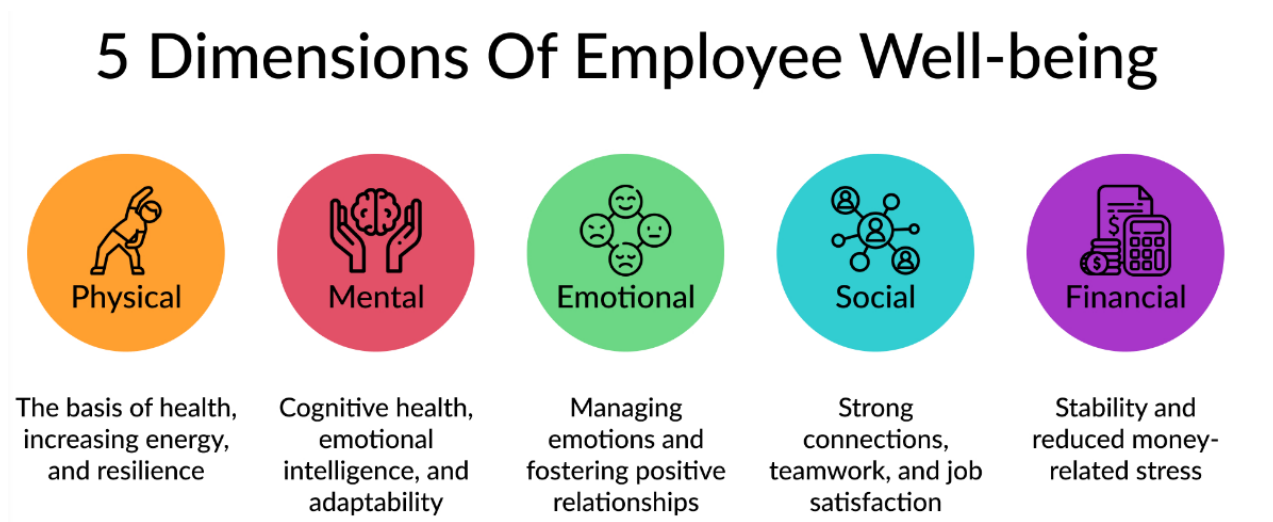 5 Dimensions Of Employee Well-being
Physical
Mental
Emotional
Social
Financial
The basis of health,
increasing energy,
and resilience
Cognitive health,
emotional
intelligence, and
adaptability
Managing
emotions and
fostering positive
relationships
Strong
connections,
teamwork, and job
satisfaction
Stability and
reduced money-
related stress